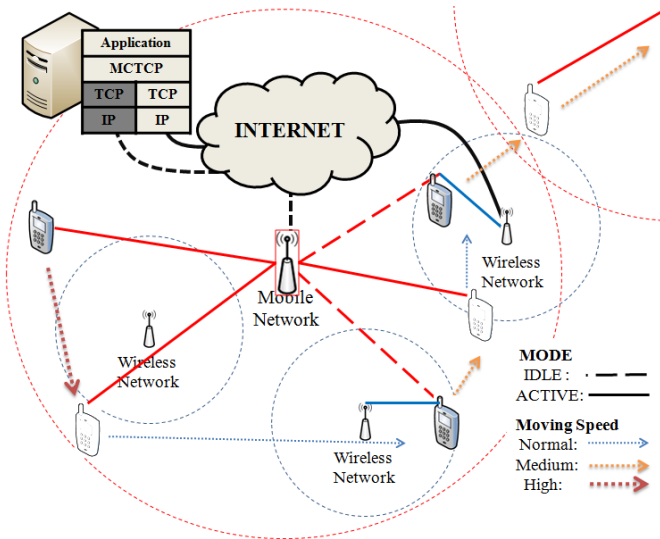 Application
MCTCP
TCP TCP
IP IP
INTERNET
Mobile
Network
Wireless
Network
Wireless
Network
Wireless
Network
MODE
IDLE :
ACTIVE:
Moving Speed
Normal:
Medium:
High: